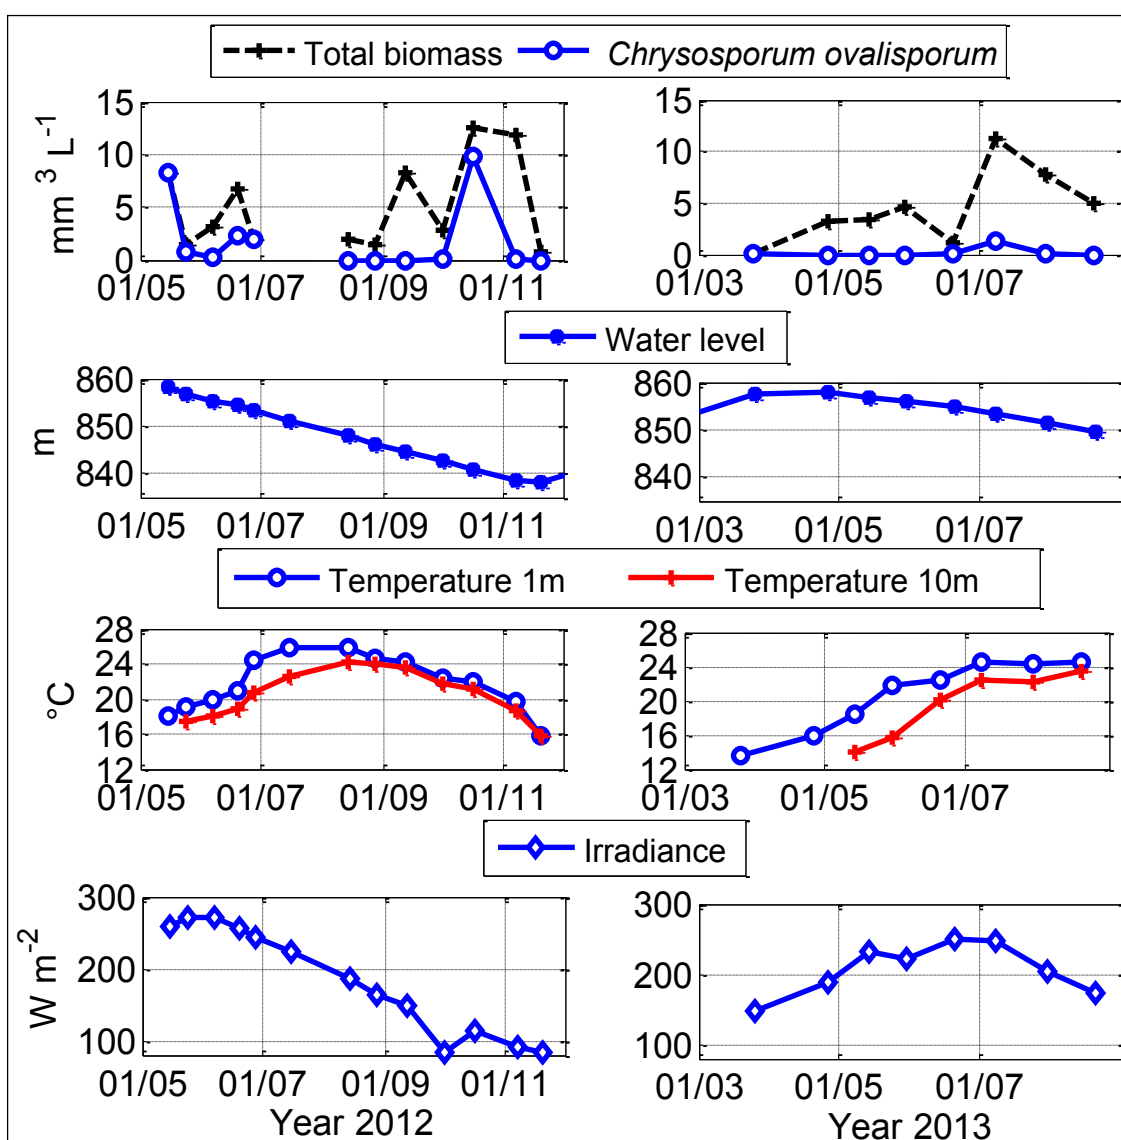 Total biomass Chrysosporum ovalisporum
mm 3 L-1
15 15
10 10
5 5
0 0
01/05 01/07 01/09 01/11 01/03 01/05 01/07
Water level
m
860 860
850 850
840 840
01/05 01/07 01/09 01/11 01/03 01/05 01/07
Temperature 1m Temperature 10m
°C
28 28
24 24
20 20
16 16
12 12
01/05 01/07 01/09 01/11 01/03 01/05 01/07
Irradiance
W m-2
300 300
200 200
100 100
01/05 01/07 01/09 01/11 01/03 01/05 01/07
Year 2012 Year 2013